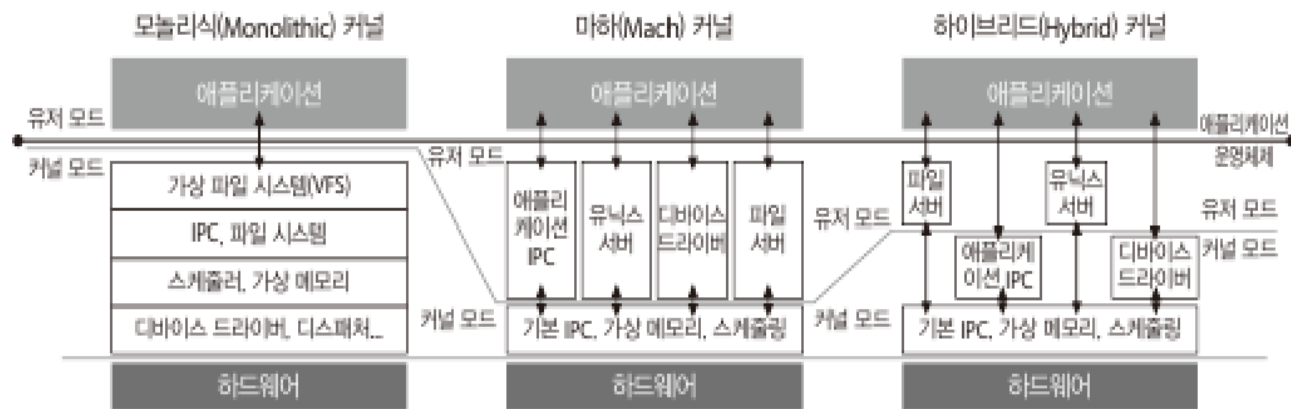 모놀리식(Monolithic) 커널
애플리케이션
유저 모드
커널 모드
가상 파일 시스템(VFS)
IPC, 파일 시스템
스케줄러, 가상 메모리
디바이스 드라이버, 디스패처...
하드웨어
마하(Mach) 커널
애플리케이션
유저 모드
애플리
케이션
IPC
유닉스
서버
디바이스
드라이버
파일
서버
커널 모드
기본 IPC, 가상 메모리, 스케줄링
하드웨어
하이브리드(Hybrid) 커널
애플리케이션
애플리케이션
운영체제
파일
서버
유닉스
서버
유저 모드
유저 모드
커널 모드
애플리케
이션 IPC
디바이스
드라이버
커널 모드
기본 IPC, 가상 메모리, 스케줄링
하드웨어